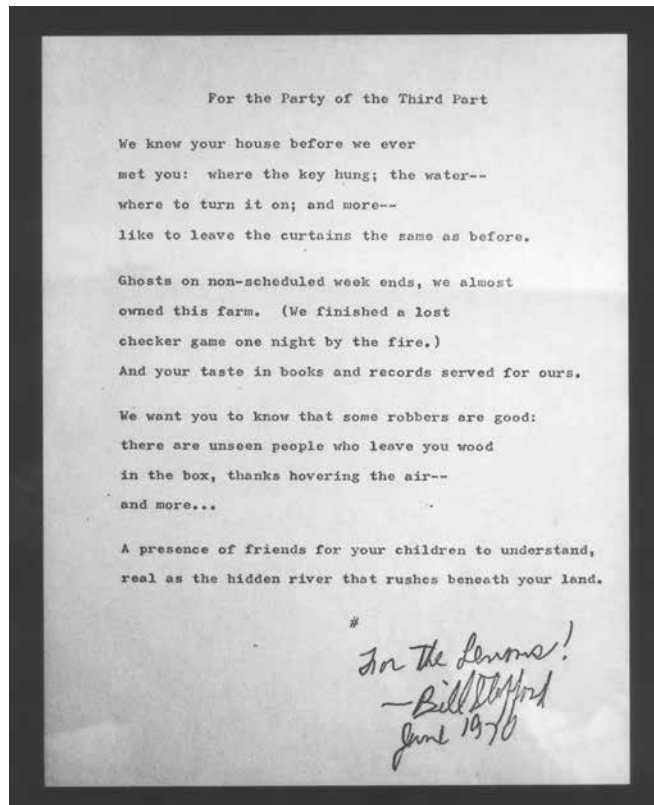 For the Party of the Third Part
We knew your house before we ever
met you:  where the key hung; the water--
where to turn it on; and more--
like to leave the curtains the same as before.
Ghosts on non-scheduled week ends, we almost
owned this farm.  (We finished a lost
checker game one night by the fire.)
And your taste in books and records served for ours.
We want you to know that some robbers are good:
there are unseen people who leave you wood
in the box, thanks hovering the air--
and more...
A presence of friends for your children to understand,
real as the hidden river that rushes beneath your land.
#
For The
—Bill Stafford
June 1970